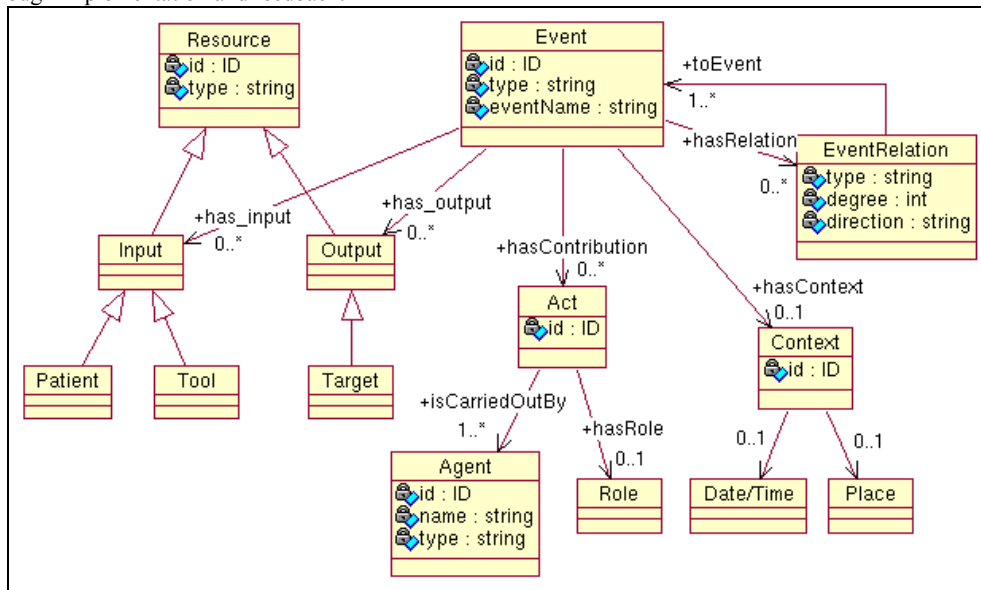 Resource
id : ID
type : string
Event
id : ID
type : string
eventName : string
+toEvent
1..*
+hasRelation
0..*
EventRelation
type : string
degree : int
direction : string
+has_input
0..*
+has_output
0..*
Input
Output
+hasContribution
0..*
Act
id : ID
+hasContext
0..1
Context
id : ID
Patient
Tool
Target
+isCarriedOutBy
1..*
+hasRole
0..1
0..1
0..1
Agent
id : ID
name : string
type : string
Role
Date/Time
Place